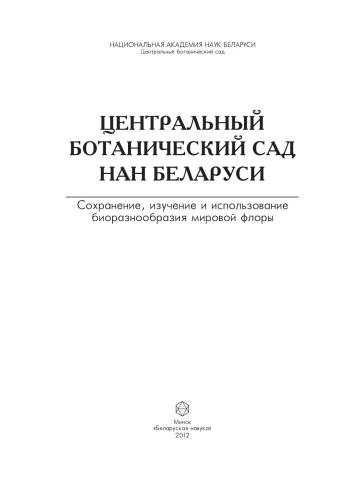 НАЦИОНАЛЬНАЯ АКАДЕМИЯ НАУК БЕЛАРУСИ
Центральный ботанический сад
ЦЕНТРАЛЬНЫЙ
БОТАНИЧЕСКИЙ САД
НАН БЕЛАРУСИ
Сохранение, изучение и использование
биоразнообразия мировой флоры
Минск
«Беларуская навука»
2012